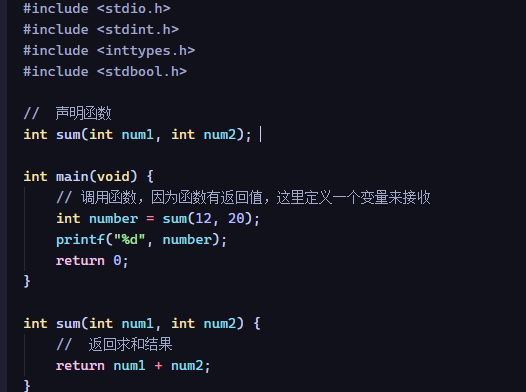 #include <stdio.h>
#include <stdint.h>
#include <inttypes.h>
#include <stdbool.h>
//  声明函数
int sum(int num1, int num2);
int main(void) {
// 调用函数，因为函数有返回值，这里定义一个变量来接收
int number = sum(12, 20);
printf("%d", number);
return 0;
}
int sum(int num1, int num2) {
//  返回求和结果
return num1 + num2;
}